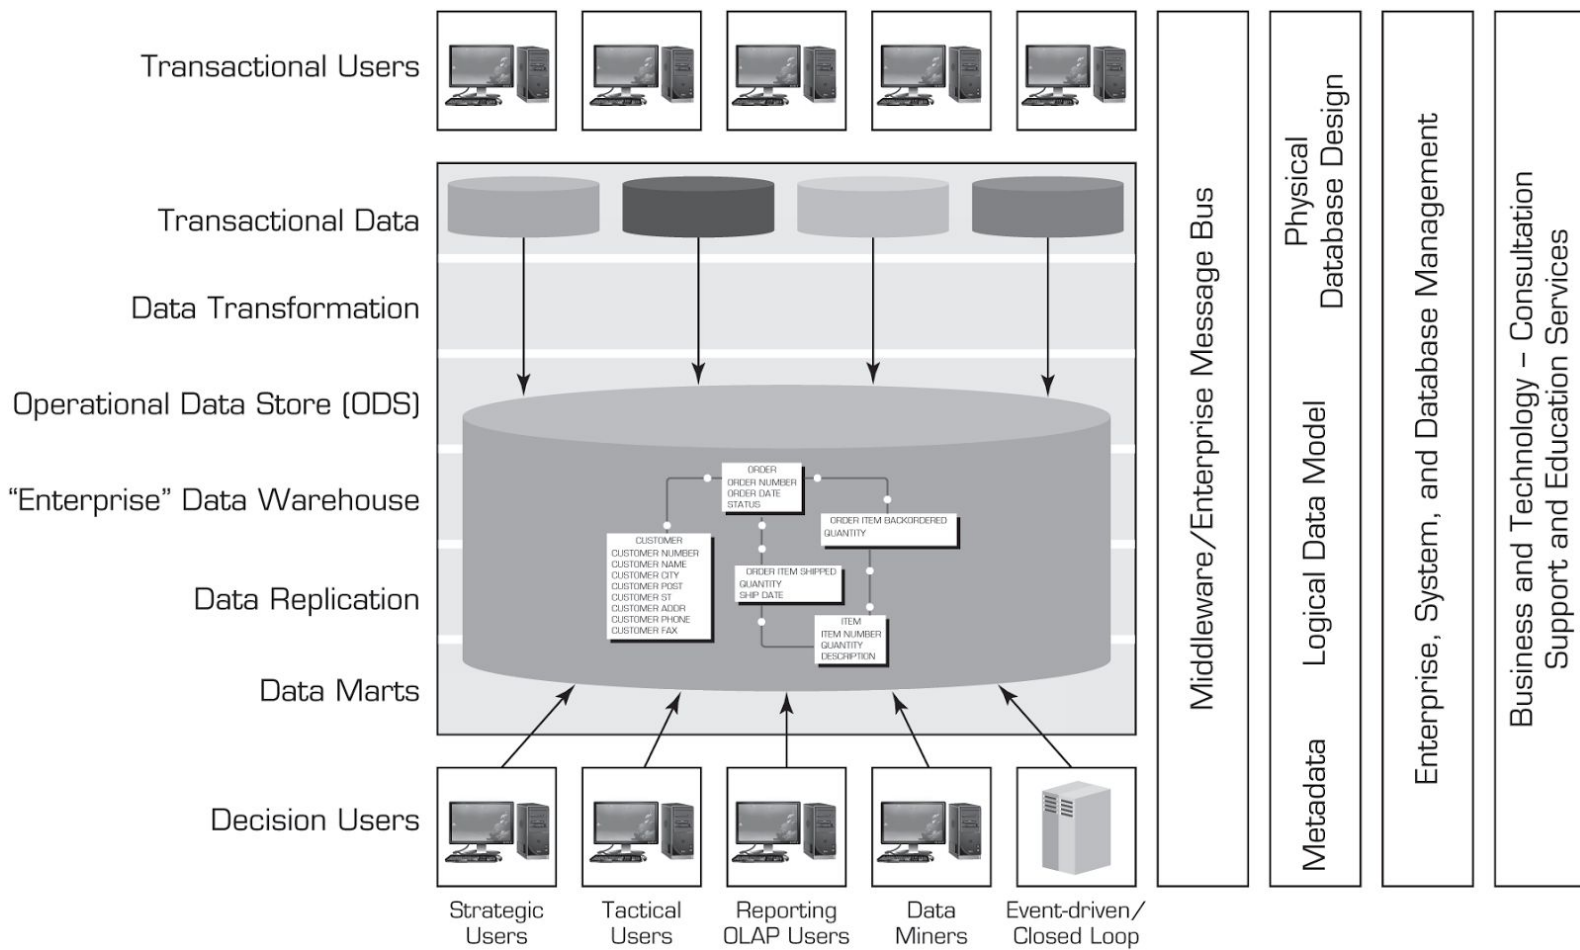 Transactional Users
Transactional Data
Data Transformation
Operational Data Store (ODS)
“Enterprise” Data Warehouse
Data Replication
Data Marts
Decision Users
ORDER
ORDER NUMBER
ORDER DATE
STATUS
ORDER ITEM BACKORDERED
QUANTITY
CUSTOMER
CUSTOMER NUMBER
CUSTOMER NAME
CUSTOMER CITY
CUSTOMER POST
CUSTOMER ST
CUSTOMER ADDR
CUSTOMER PHONE
CUSTOMER FAX
ORDER ITEM SHIPPED
QUANTITY
SHIP DATE
ITEM
ITEM NUMBER
QUANTITY
DESCRIPTION
Strategic
Users
Tactical
Users
Reporting
OLAP Users
Data
Miners
Event-driven/
Closed Loop
Middleware/Enterprise Message Bus
Physical
Database Design
Logical Data Model
Metadata
Enterprise, System, and Database Management
Business and Technology – Consultation
Support and Education Services